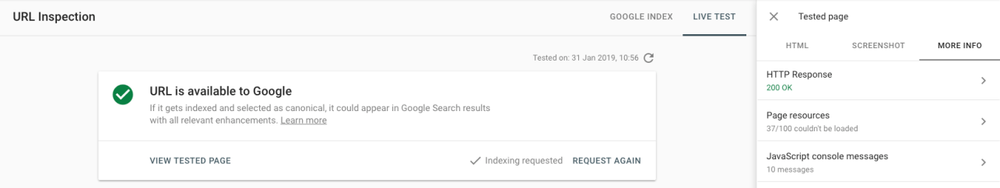 URL Inspection
GOOGLE INDEX
LIVE TEST
Tested on: 31 Jan 2019, 10:56
URL is available to Google
If it gets indexed and selected as canonical, it could appear in Google Search results
with all relevant enhancements. Learn more
VIEW TESTED PAGE
Indexing requested
REQUEST AGAIN
Tested page
HTML
SCREENSHOT
MORE INFO
HTTP Response
200 OK
Page resources
37/100 couldn't be loaded
JavaScript console messages
10 messages